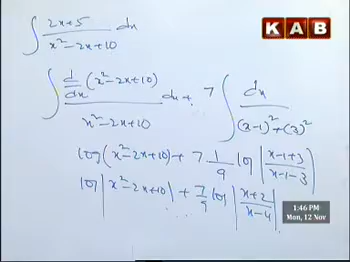 ∫ (2x+5)/(x²-2x+10) dx
KAB
∫ (d/dx (x²-2x+10))/(x²-2x+10) dx + 7 ∫ dx/((x-1)²+(3)²)
log(x²-2x+10) + 7 1/9 log |(x-1+3)/(x-1-3)|
log|x²-2x+10| + 7/9 log |(x+2)/(x-4)|
1:46 PM
Mon, 12 Nov